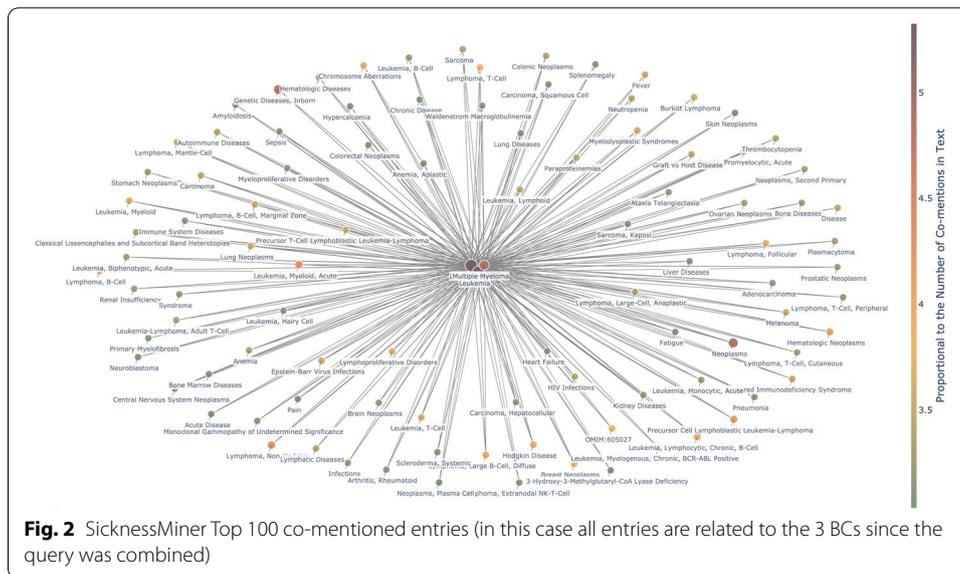 Sarcoma
Leukemia, B-Cell
Colonic Neoplasms
Splenomegaly
Chromosome Aberrations
Lymphoma, T-Cell
Fever
Hematologic Diseases
Carcinoma, Squamous Cell
Genetic Diseases, Inborn
Chronic Disease
Neutropenia
Burkitt Lymphoma
Amyloidosis
Hypercalcemia
Waldenstrom Macroglobulinemia
Skin Neoplasms
Autoimmune Diseases
Sepsis
Lung Diseases
Myelodysplastic Syndromes
Lymphoma, Mantle-Cell
Colorectal Neoplasms
Thrombocytopenia
Graft vs Host Disease
Promyelocytic, Acute
Paraproteinemias
Anemia, Aplastic
Stomach Neoplasms
Carcinoma
Myeloproliferative Disorders
Neoplasms, Second Primary
Leukemia, Lymphoid
Ataxia Telangiectasia
Leukemia, Myeloid
Lymphoma, B-Cell, Marginal Zone
Ovarian Neoplasms
Bone Diseases
Disease
Immune System Diseases
Sarcoma, Kaposi
Classical Lissencephalies and Subcortical Band Heterotopias
Precursor T-Cell Lymphoblastic Leukemia-Lymphoma
Lung Neoplasms
Lymphoma, Follicular
Plasmacytoma
Leukemia, Biphenotypic, Acute
Leukemia, Myeloid, Acute
Multiple Myeloma
Leukemia
Liver Diseases
Prostatic Neoplasms
Lymphoma, B-Cell
Renal Insufficiency
Syndrome
Adenocarcinoma
Lymphoma, Large-Cell, Anaplastic
Lymphoma, T-Cell, Peripheral
Leukemia, Hairy Cell
Melanoma
Leukemia-Lymphoma, Adult T-Cell
Fatigue
Hematologic Neoplasms
Primary Myelofibrosis
Neoplasms
Anemia
Lymphoproliferative Disorders
Heart Failure
Lymphoma, T-Cell, Cutaneous
Neuroblastoma
Epstein-Barr Virus Infections
Bone Marrow Diseases
HIV Infections
Leukemia, Monocytic, Acute
red Immunodeficiency Syndrome
Central Nervous System Neoplasms
Pain
Brain Neoplasms
Carcinoma, Hepatocellular
Kidney Diseases
Pneumonia
Acute Disease
Monoclonal Gammopathy of Undetermined Significance
Leukemia, T-Cell
Precursor Cell Lymphoblastic Leukemia-Lymphoma
OMIM:605027
Lymphoma, Non
Lymphatic Diseases
Hodgkin Disease
Leukemia, Lymphocytic, Chronic, B-Cell
Scleroderma, Systemic
Large B-Cell, Diffuse
Leukemia, Myelogenous, Chronic, BCR-ABL Positive
Infections
Arthritis, Rheumatoid
Breast Neoplasms
3-Hydroxy-3-Methylglutaryl-CoA Lyase Deficiency
Neoplasms, Plasma Cell
phoma, Extranodal NK-T-Cell
5
4.5
4
3.5
Proportional to the Number of Co-mentions in Text
Fig. 2 SicknessMiner Top 100 co-mentioned entries (in this case all entries are related to the 3 BCs since the
query was combined)